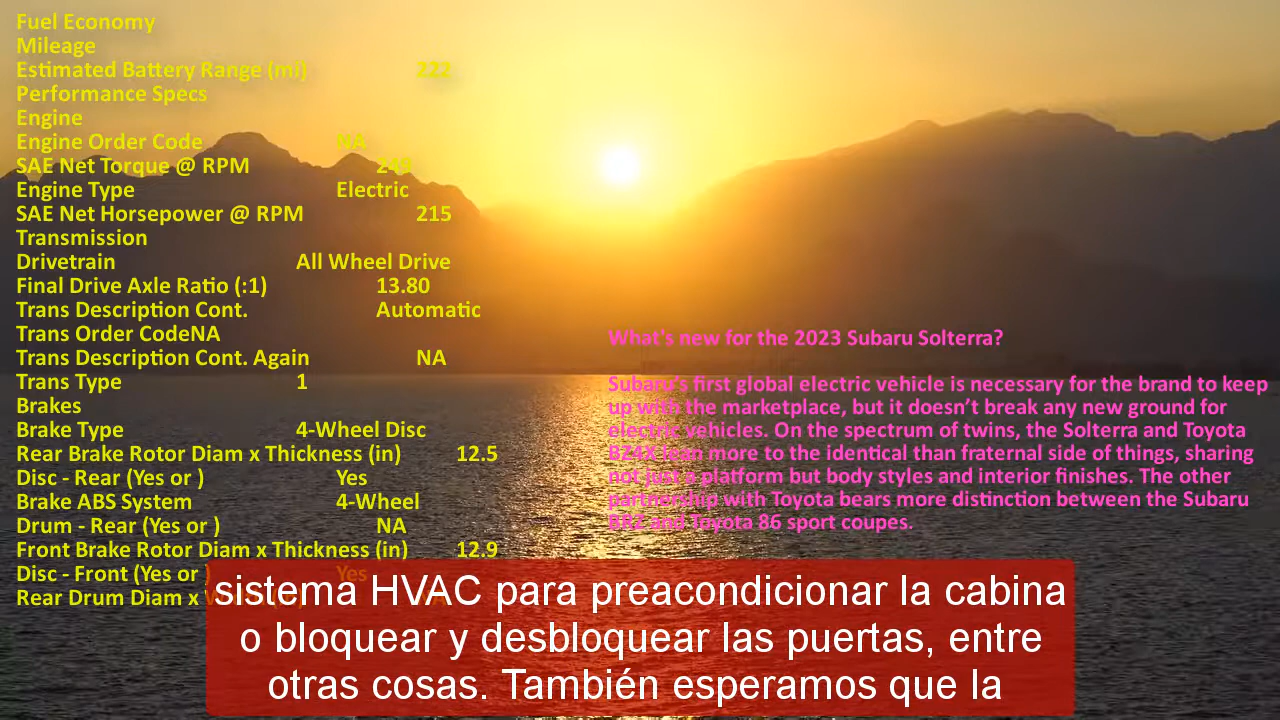 Fuel Economy
Mileage
Estimated Battery Range (mi) 222
Performance Specs
Engine
Engine Order Code NA
SAE Net Torque @ RPM 249
Engine Type Electric
SAE Net Horsepower @ RPM 215
Transmission
Drivetrain All Wheel Drive
Final Drive Axle Ratio (:1) 13.80
Trans Description Cont. Automatic
Trans Order CodeNA
Trans Description Cont. Again NA
Trans Type 1
Brakes
Brake Type 4-Wheel Disc
Rear Brake Rotor Diam x Thickness (in) 12.5
Disc - Rear (Yes or ) Yes
Brake ABS System 4-Wheel
Drum - Rear (Yes or ) NA
Front Brake Rotor Diam x Thickness (in) 12.9
Disc - Front (Yes or ) Yes
Rear Drum Diam x
What's new for the 2023 Subaru Solterra?
Subaru's first global electric vehicle is necessary for the brand to keep
up with the marketplace, but it doesn’t break any new ground for
electric vehicles. On the spectrum of twins, the Solterra and Toyota
BZ4X lean more to the identical than fraternal side of things, sharing
not just a platform but body styles and interior finishes. The other
partnership with Toyota bears more distinction between the Subaru
BRZ and Toyota 86 sport coupes.
sistema HVAC para preacondicionar la cabina
o bloquear y desbloquear las puertas, entre
otras cosas. También esperamos que la